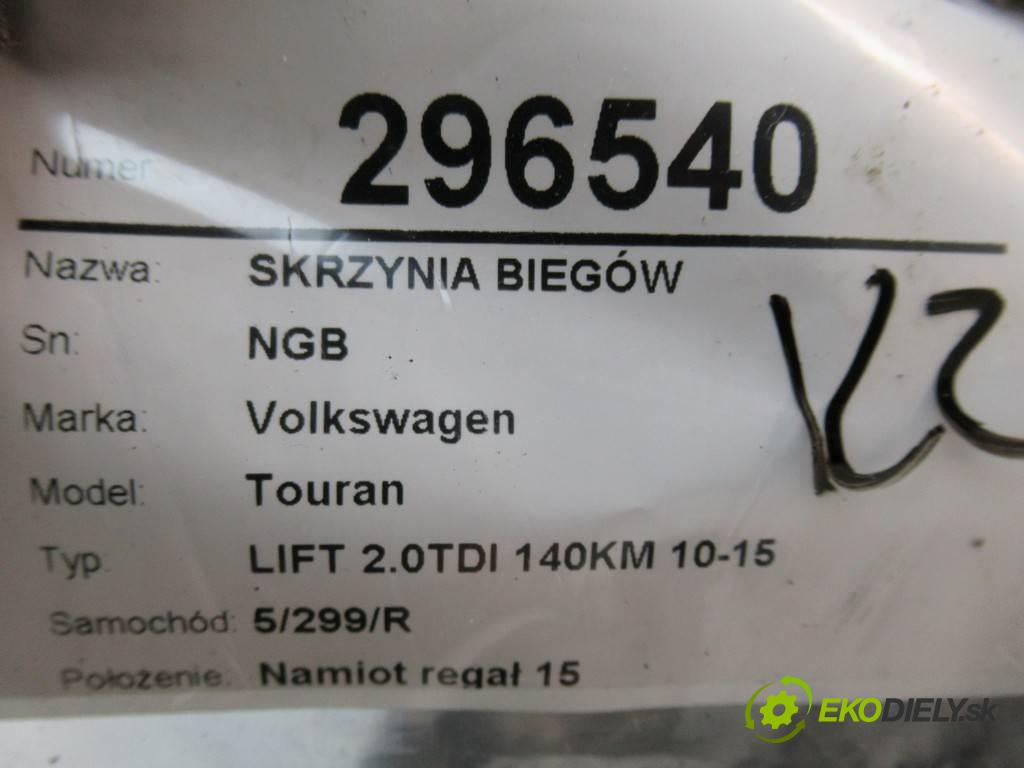 Numer 296540
Nazwa: SKRZYNIA BIEGÓW
Sn: NGB
Marka: Volkswagen
Model: Touran
Typ: LIFT 2.0TDI 140KM 10-15
Samochód: 5/299/R
Położenie: Namiot regał 15
EKODIELY.sk